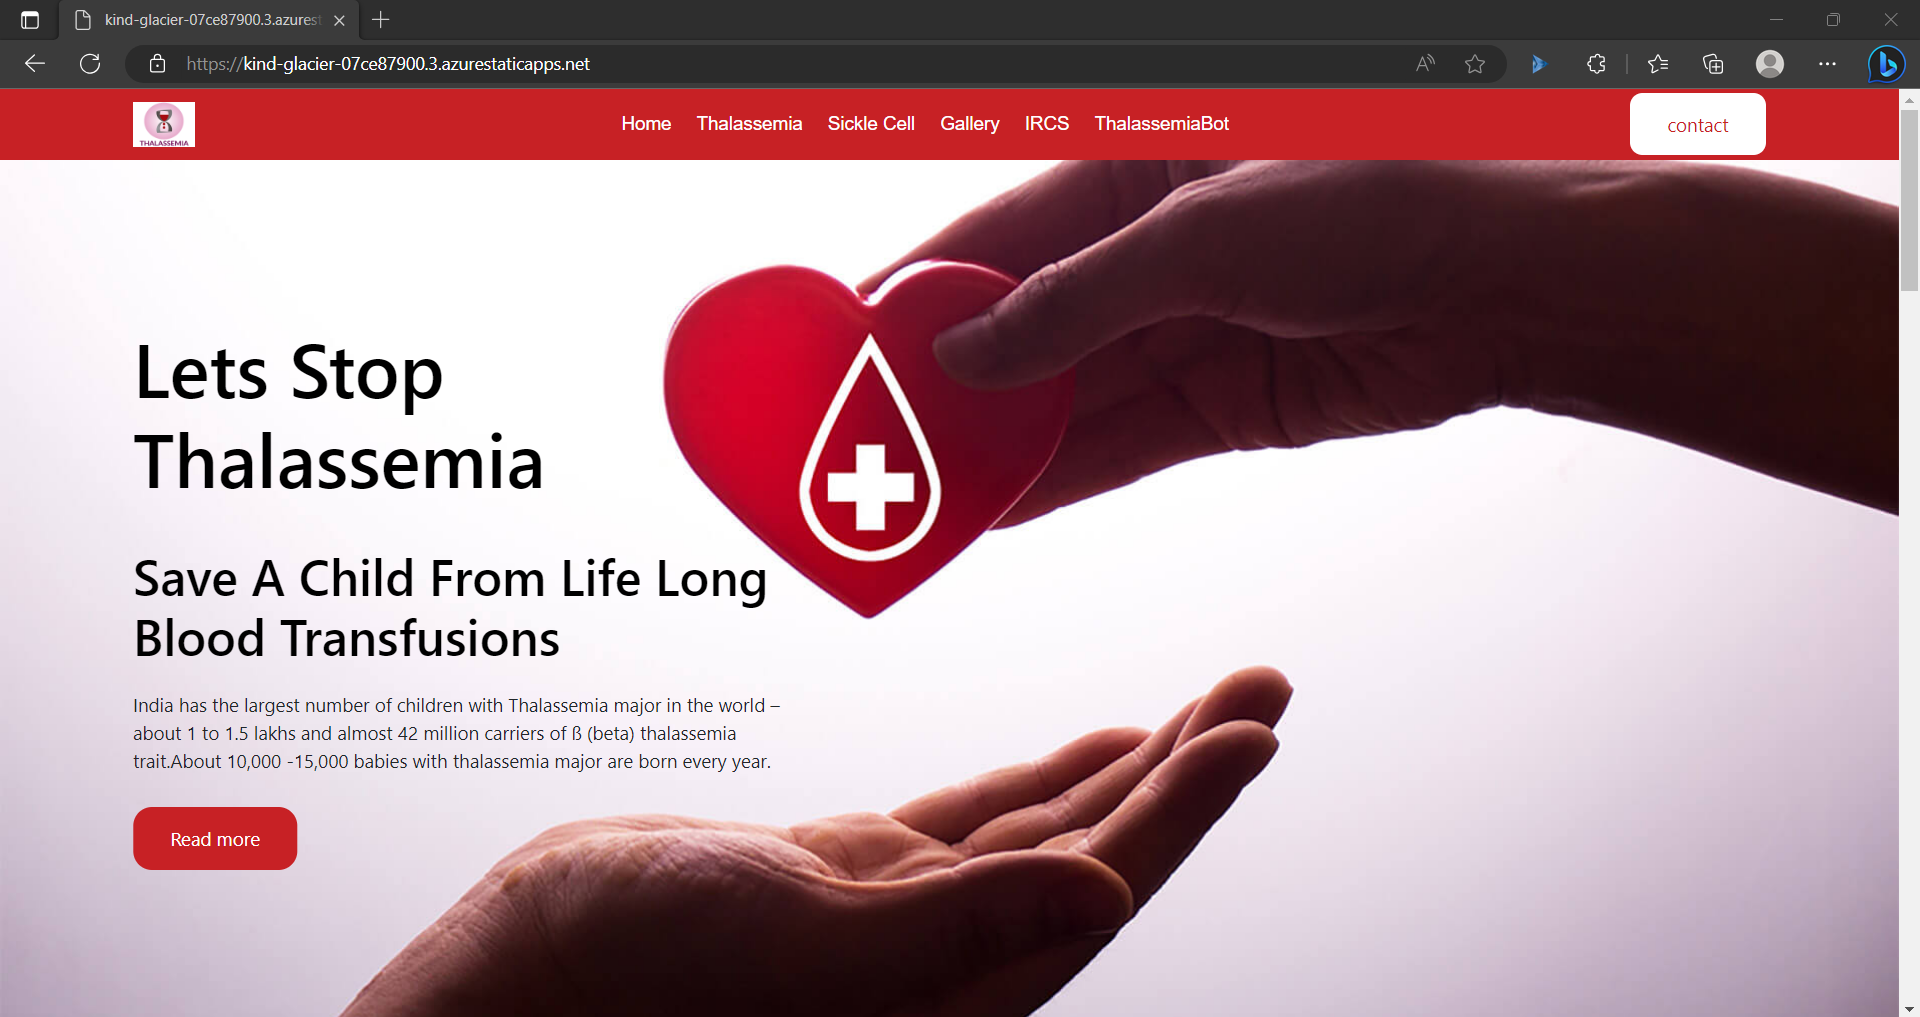 kind-glacier-07ce87900.3.azurest
https://kind-glacier-07ce87900.3.azurestaticapps.net
THALASSEMIA
Home Thalassemia Sickle Cell Gallery IRCS ThalassemiaBot
contact
Lets Stop
Thalassemia
Save A Child From Life Long
Blood Transfusions
India has the largest number of children with Thalassemia major in the world –
about 1 to 1.5 lakhs and almost 42 million carriers of ß (beta) thalassemia
trait.About 10,000 -15,000 babies with thalassemia major are born every year.
Read more